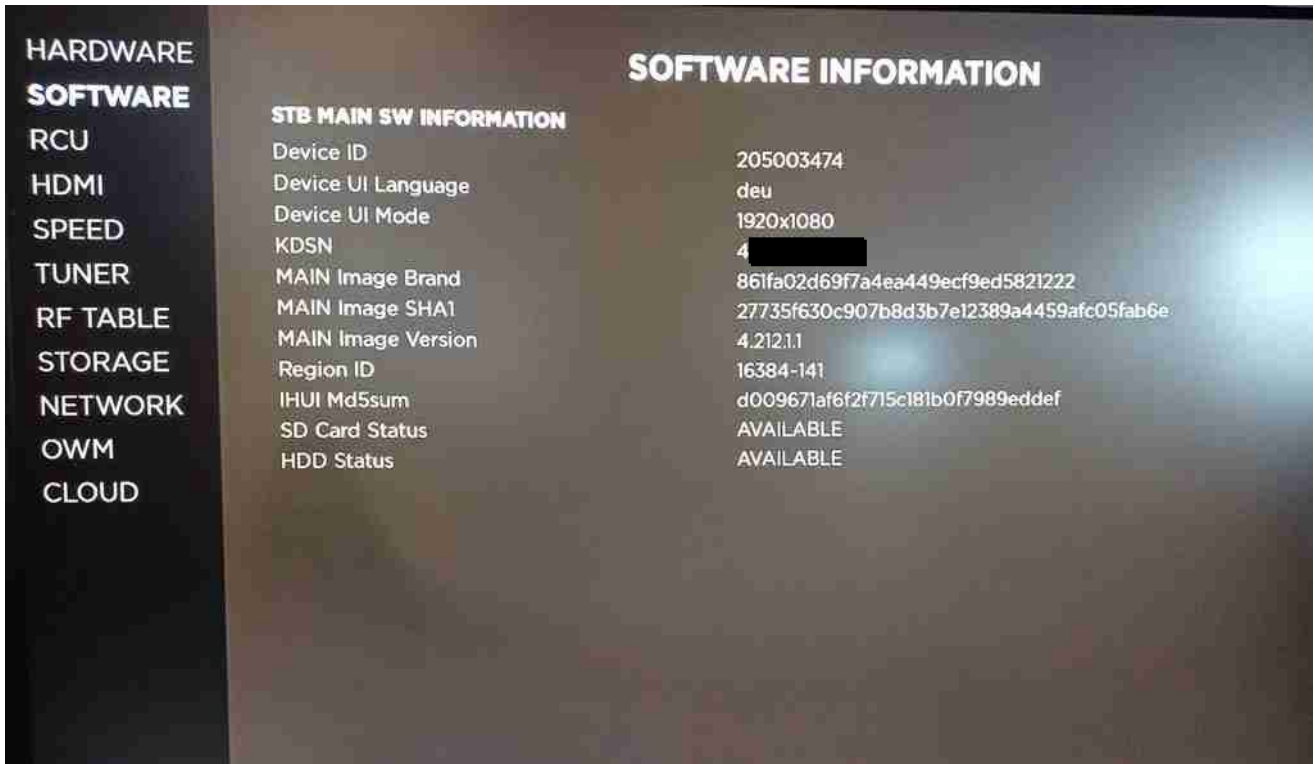 HARDWARE
SOFTWARE
RCU
HDMI
SPEED
TUNER
RF TABLE
STORAGE
NETWORK
OWM
CLOUD
SOFTWARE INFORMATION
STB MAIN SW INFORMATION
Device ID 205003474
Device UI Language deu
Device UI Mode 1920x1080
KDSN 4
MAIN Image Brand 861fa02d69f7a4ea449ecf9ed5821222
MAIN Image SHA1 27735f630c907b8d3b7e12389a4459afc05fab6e
MAIN Image Version 4.212.1.1
Region ID 16384-141
IHUI Md5sum d009671af6f2f715c181b0f7989eddef
SD Card Status AVAILABLE
HDD Status AVAILABLE